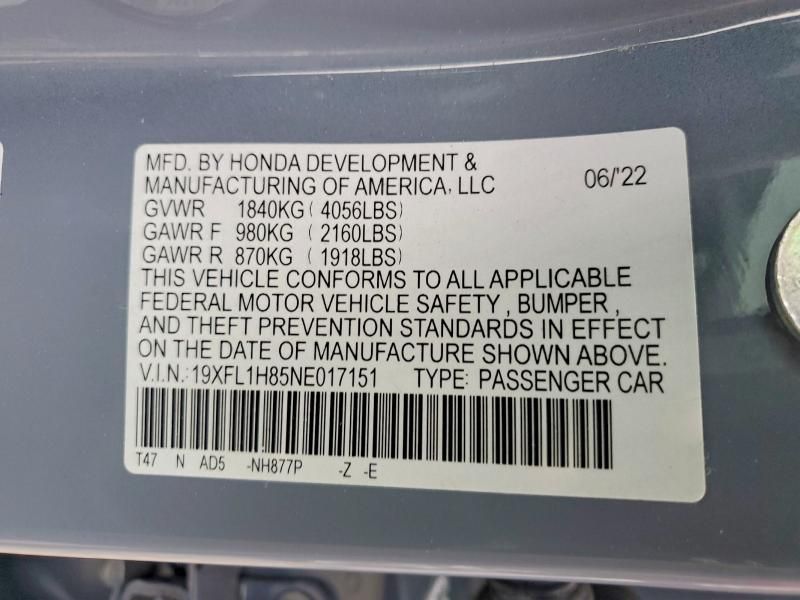 MFD. BY HONDA DEVELOPMENT &
MANUFACTURING OF AMERICA, LLC 06/'22
GVWR 1840KG ( 4056LBS)
GAWR F 980KG ( 2160LBS)
GAWR R 870KG ( 1918LBS)
THIS VEHICLE CONFORMS TO ALL APPLICABLE
FEDERAL MOTOR VEHICLE SAFETY , BUMPER ,
AND THEFT PREVENTION STANDARDS IN EFFECT
ON THE DATE OF MANUFACTURE SHOWN ABOVE.
V.I.N.: 19XFL1H85NE017151 TYPE: PASSENGER CAR
T47 N AD5 -NH877P -Z -E